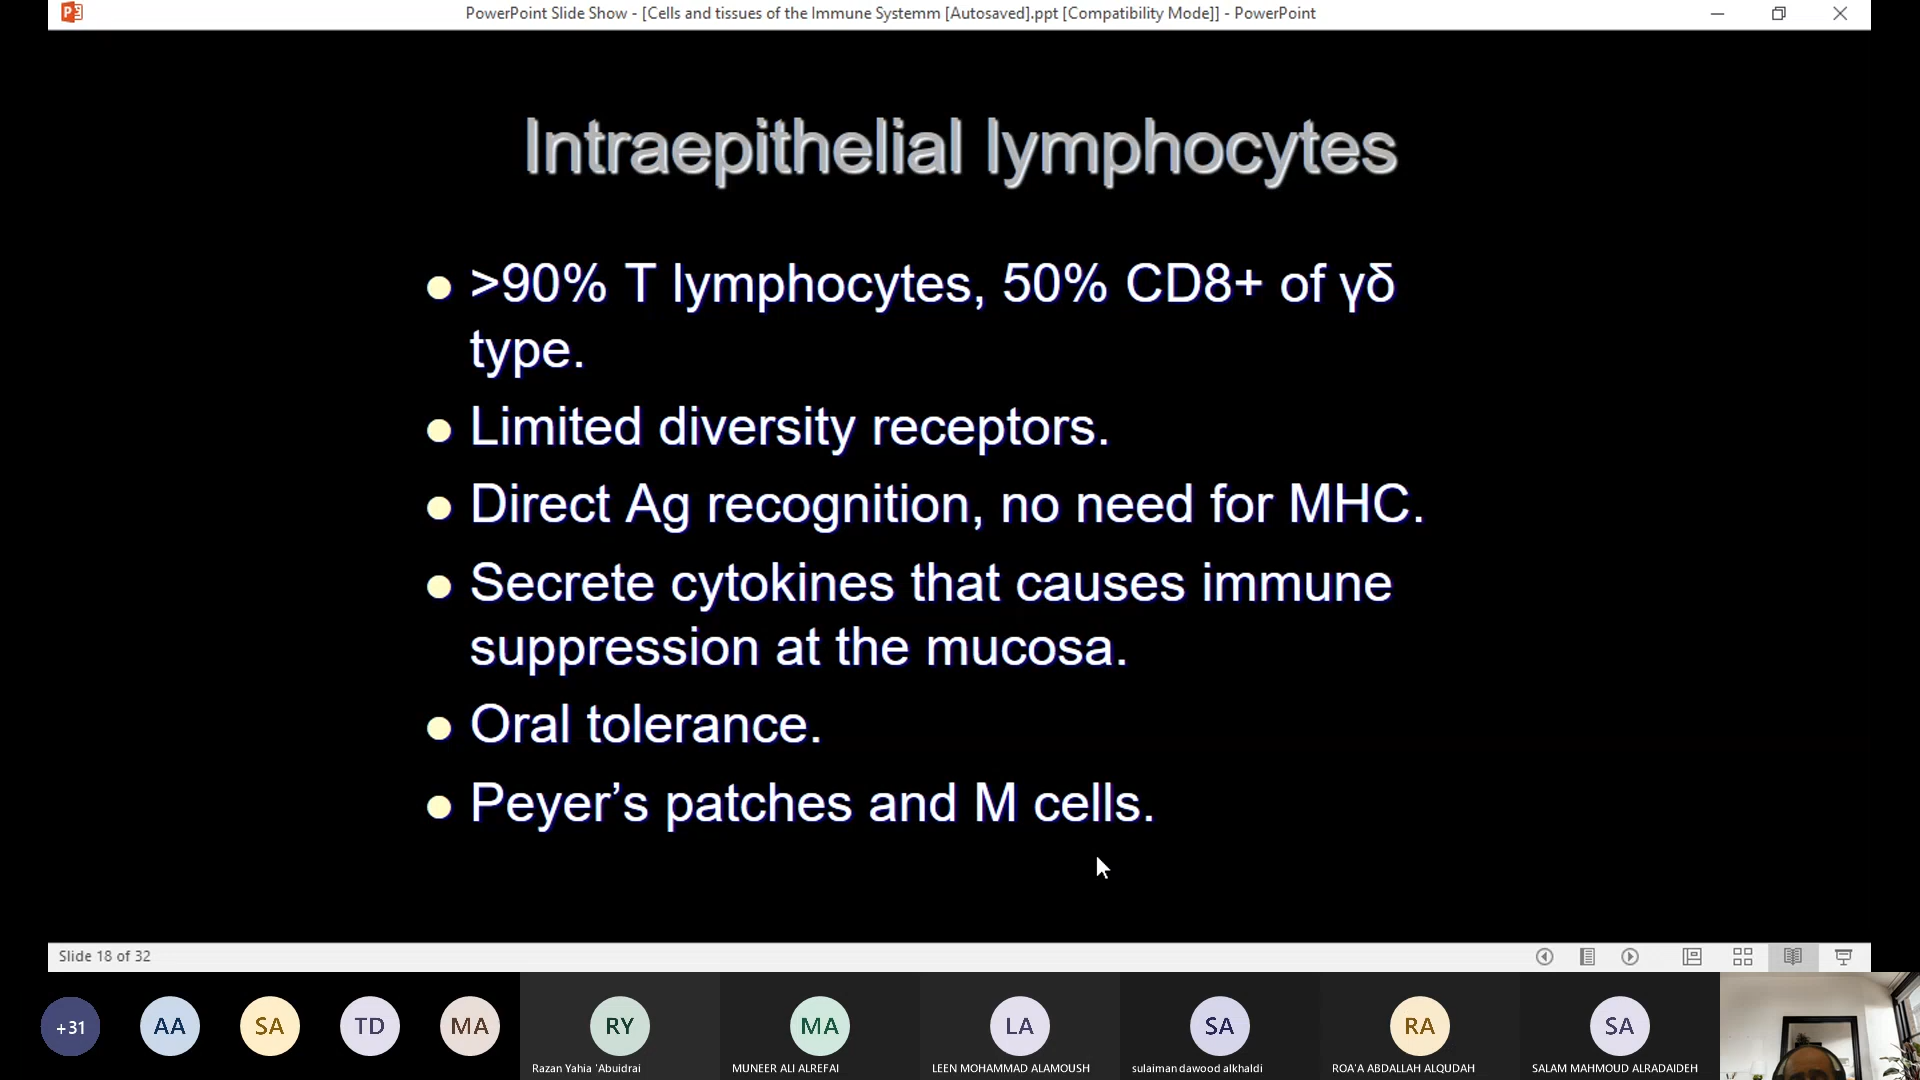 PowerPoint Slide Show - [Cells and tissues of the Immune Systemm [Autosaved].ppt [Compatibility Mode]] - PowerPoint
Intraepithelial lymphocytes
>90% T lymphocytes, 50% CD8+ of γδ
type.
Limited diversity receptors.
Direct Ag recognition, no need for MHC.
Secrete cytokines that causes immune
suppression at the mucosa.
Oral tolerance.
Peyer’s patches and M cells.
Slide 18 of 32
+31 AA SA TD MA RY MA LA SA RA SA
Razan Yahia 'Abuidrai MUNEER ALI ALREFAI LEEN MOHAMMAD ALAMOUSH sulaiman dawood alkhaldi ROA'A ABDALLAH ALQUDAH SALAM MAHMOUD ALRADAIDEH